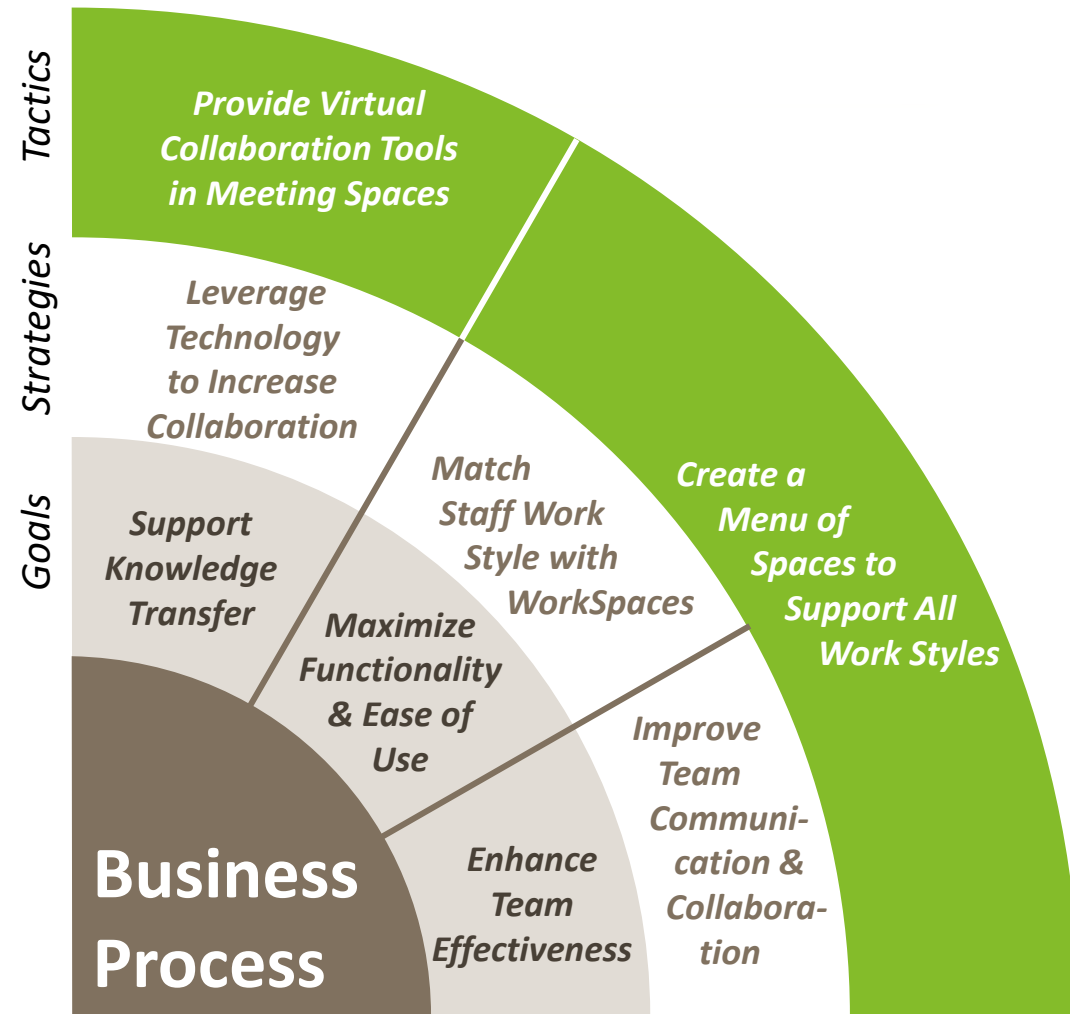 Tactics
Provide Virtual
Collaboration Tools
in Meeting Spaces
Create a
Menu of
Spaces to
Support All
Work Styles
Strategies
Leverage
Technology
to Increase
Collaboration
Match
Staff Work
Style with
WorkSpaces
Improve
Team
Communi-
cation &
Collabora-
tion
Goals
Support
Knowledge
Transfer
Maximize
Functionality
& Ease of
Use
Enhance
Team
Effectiveness
Business
Process